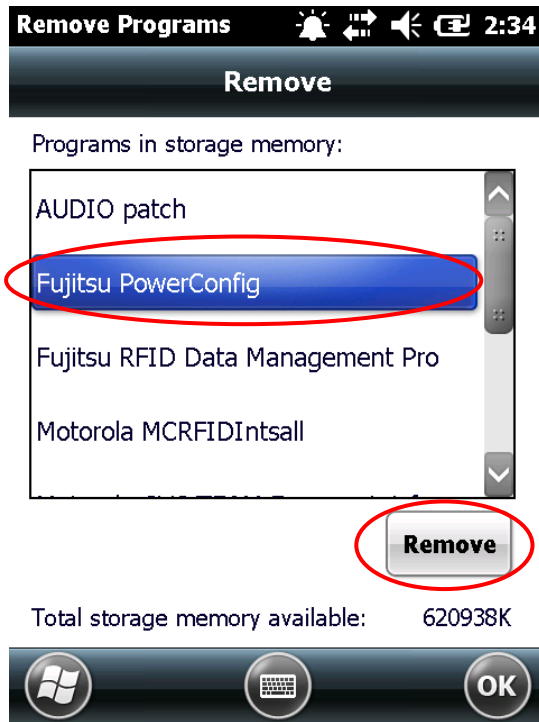 Remove Programs 2:34
Remove
Programs in storage memory:
AUDIO patch
Fujitsu PowerConfig
Fujitsu RFID Data Management Pro
Motorola MCRFIDIntsall
Remove
Total storage memory available: 620938K
OK